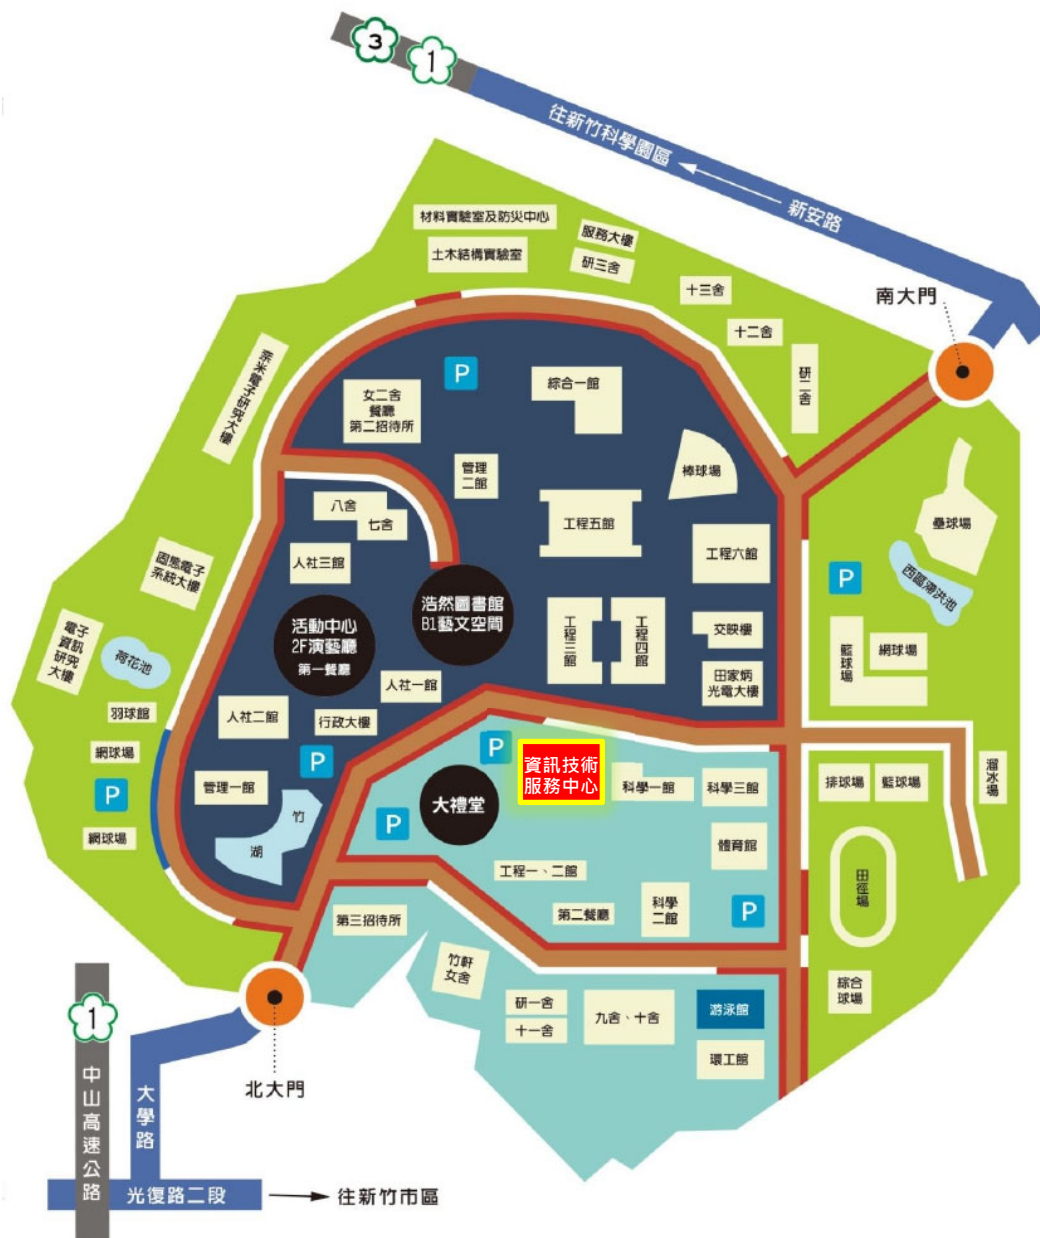 3
1
往新竹科學園區
新安路
南大門
材料實驗室及防災中心
土木結構實驗室
服務大樓
研三舍
十三舍
十二舍
研二舍
奈米電子研究大樓
P
女二舍
餐廳
第二招待所
綜合一館
管理
二館
棒球場
八舍
七舍
工程五館
壘球場
人社三館
工程六館
固態電子
系統大樓
P
西區滯洪池
浩然圖書館
B1藝文空間
活動中心
2F演藝廳
第一餐廳
工程三館
工程四館
交映樓
籃球場
網球場
電子
資訊
研究
大樓
荷花池
人社一館
田家炳
光電大樓
羽球館
人社二館
行政大樓
網球場
P
P
資訊技術
服務中心
溜冰場
管理一館
科學一館
科學三館
排球場
籃球場
P
大禮堂
竹
湖
P
網球場
體育館
工程一、二館
田徑場
第三招待所
第二餐廳
科學
二館
P
竹軒
女舍
綜合
球場
研一舍
十一舍
九舍、十舍
游泳館
環工館
1
北大門
中山高速公路
大學路
光復路二段
往新竹市區